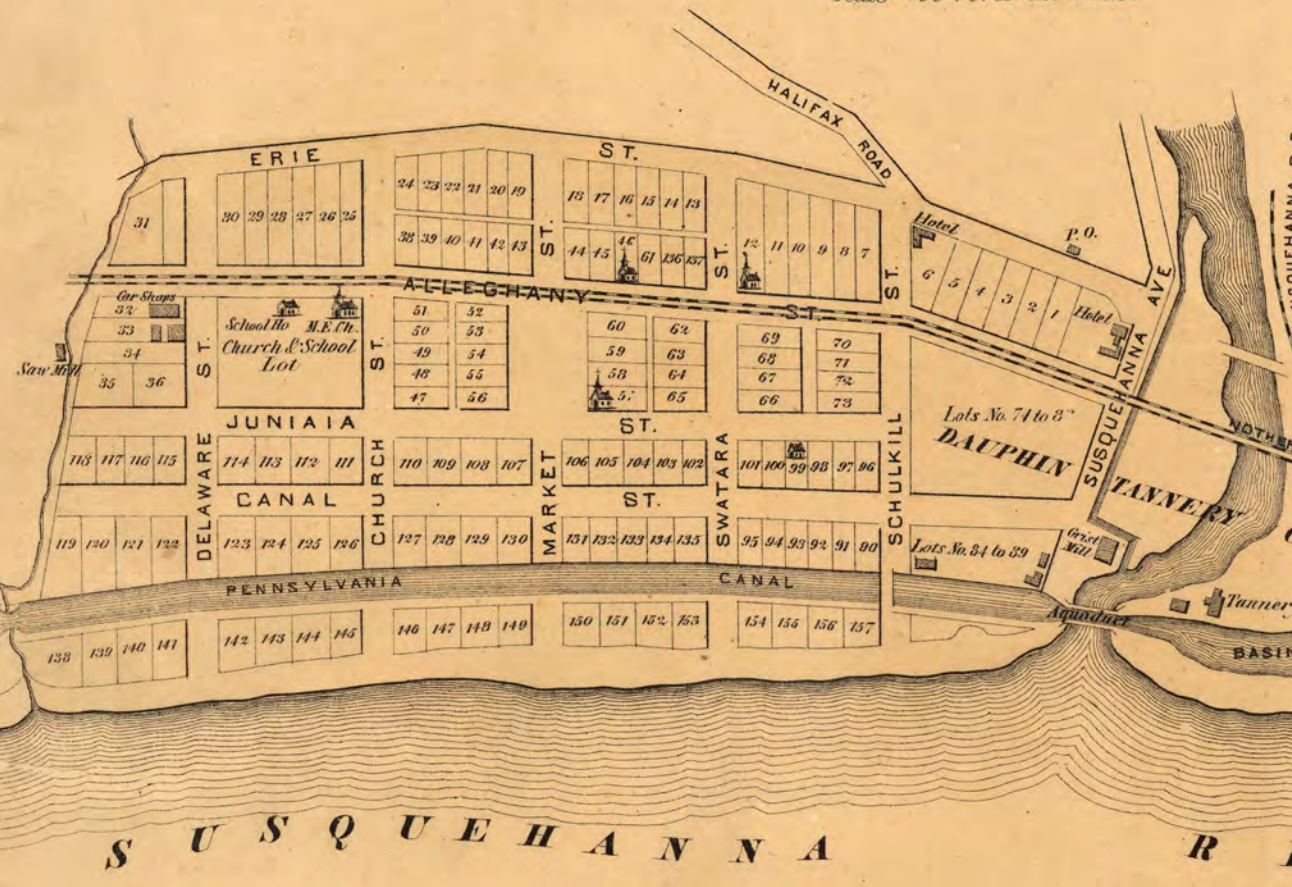 HALIFAX ROAD
ERIE ST.
24 23 22 21 20 19
18 17 16 15 14 13
31
30 29 28 27 26 25
38 39 40 41 42 43
ST.
44 45 46 61 136 137
ST.
12 11 10 9 8 7
ST.
Hotel
P.O.
6 5 4 3 2 1 Hotel
AVE
ALLEGHANY ST.
Car Shops
32
33
34
35 36
Saw Mill
ST.
School Ho M.E. Ch.
Church & School
Lot
ST.
51 52
50 53
49 54
48 55
47 56
60 62
59 63
58 64
57 65
69 70
68 71
67 72
66 73
Lots No. 74 to
DAUPHIN
SUSQUEHANNA
NOTHER
TANNERY
JUNIAIA ST.
118 117 116 115
DELAWARE
114 113 112 111
CHURCH
110 109 108 107
MARKET
106 105 104 103 102
SWATARA
101 100 99 98 97 96
SCHULKILL
CANAL ST.
119 120 121 122
123 124 125 126
127 128 129 130
131 132 133 134 135
95 94 93 92 91 90
Lots No. 84 to 89
Grist
Mill
PENNSYLVANIA CANAL
Aquaduct
Tannery
BASIN
138 139 140 141
142 143 144 145
146 147 148 149
150 151 152 153
154 155 156 157
SUSQUEHANNA R